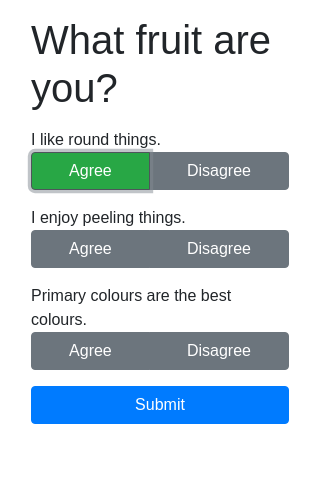 What fruit are
you?
I like round things.
Agree Disagree
I enjoy peeling things.
Agree Disagree
Primary colours are the best
colours.
Agree Disagree
Submit